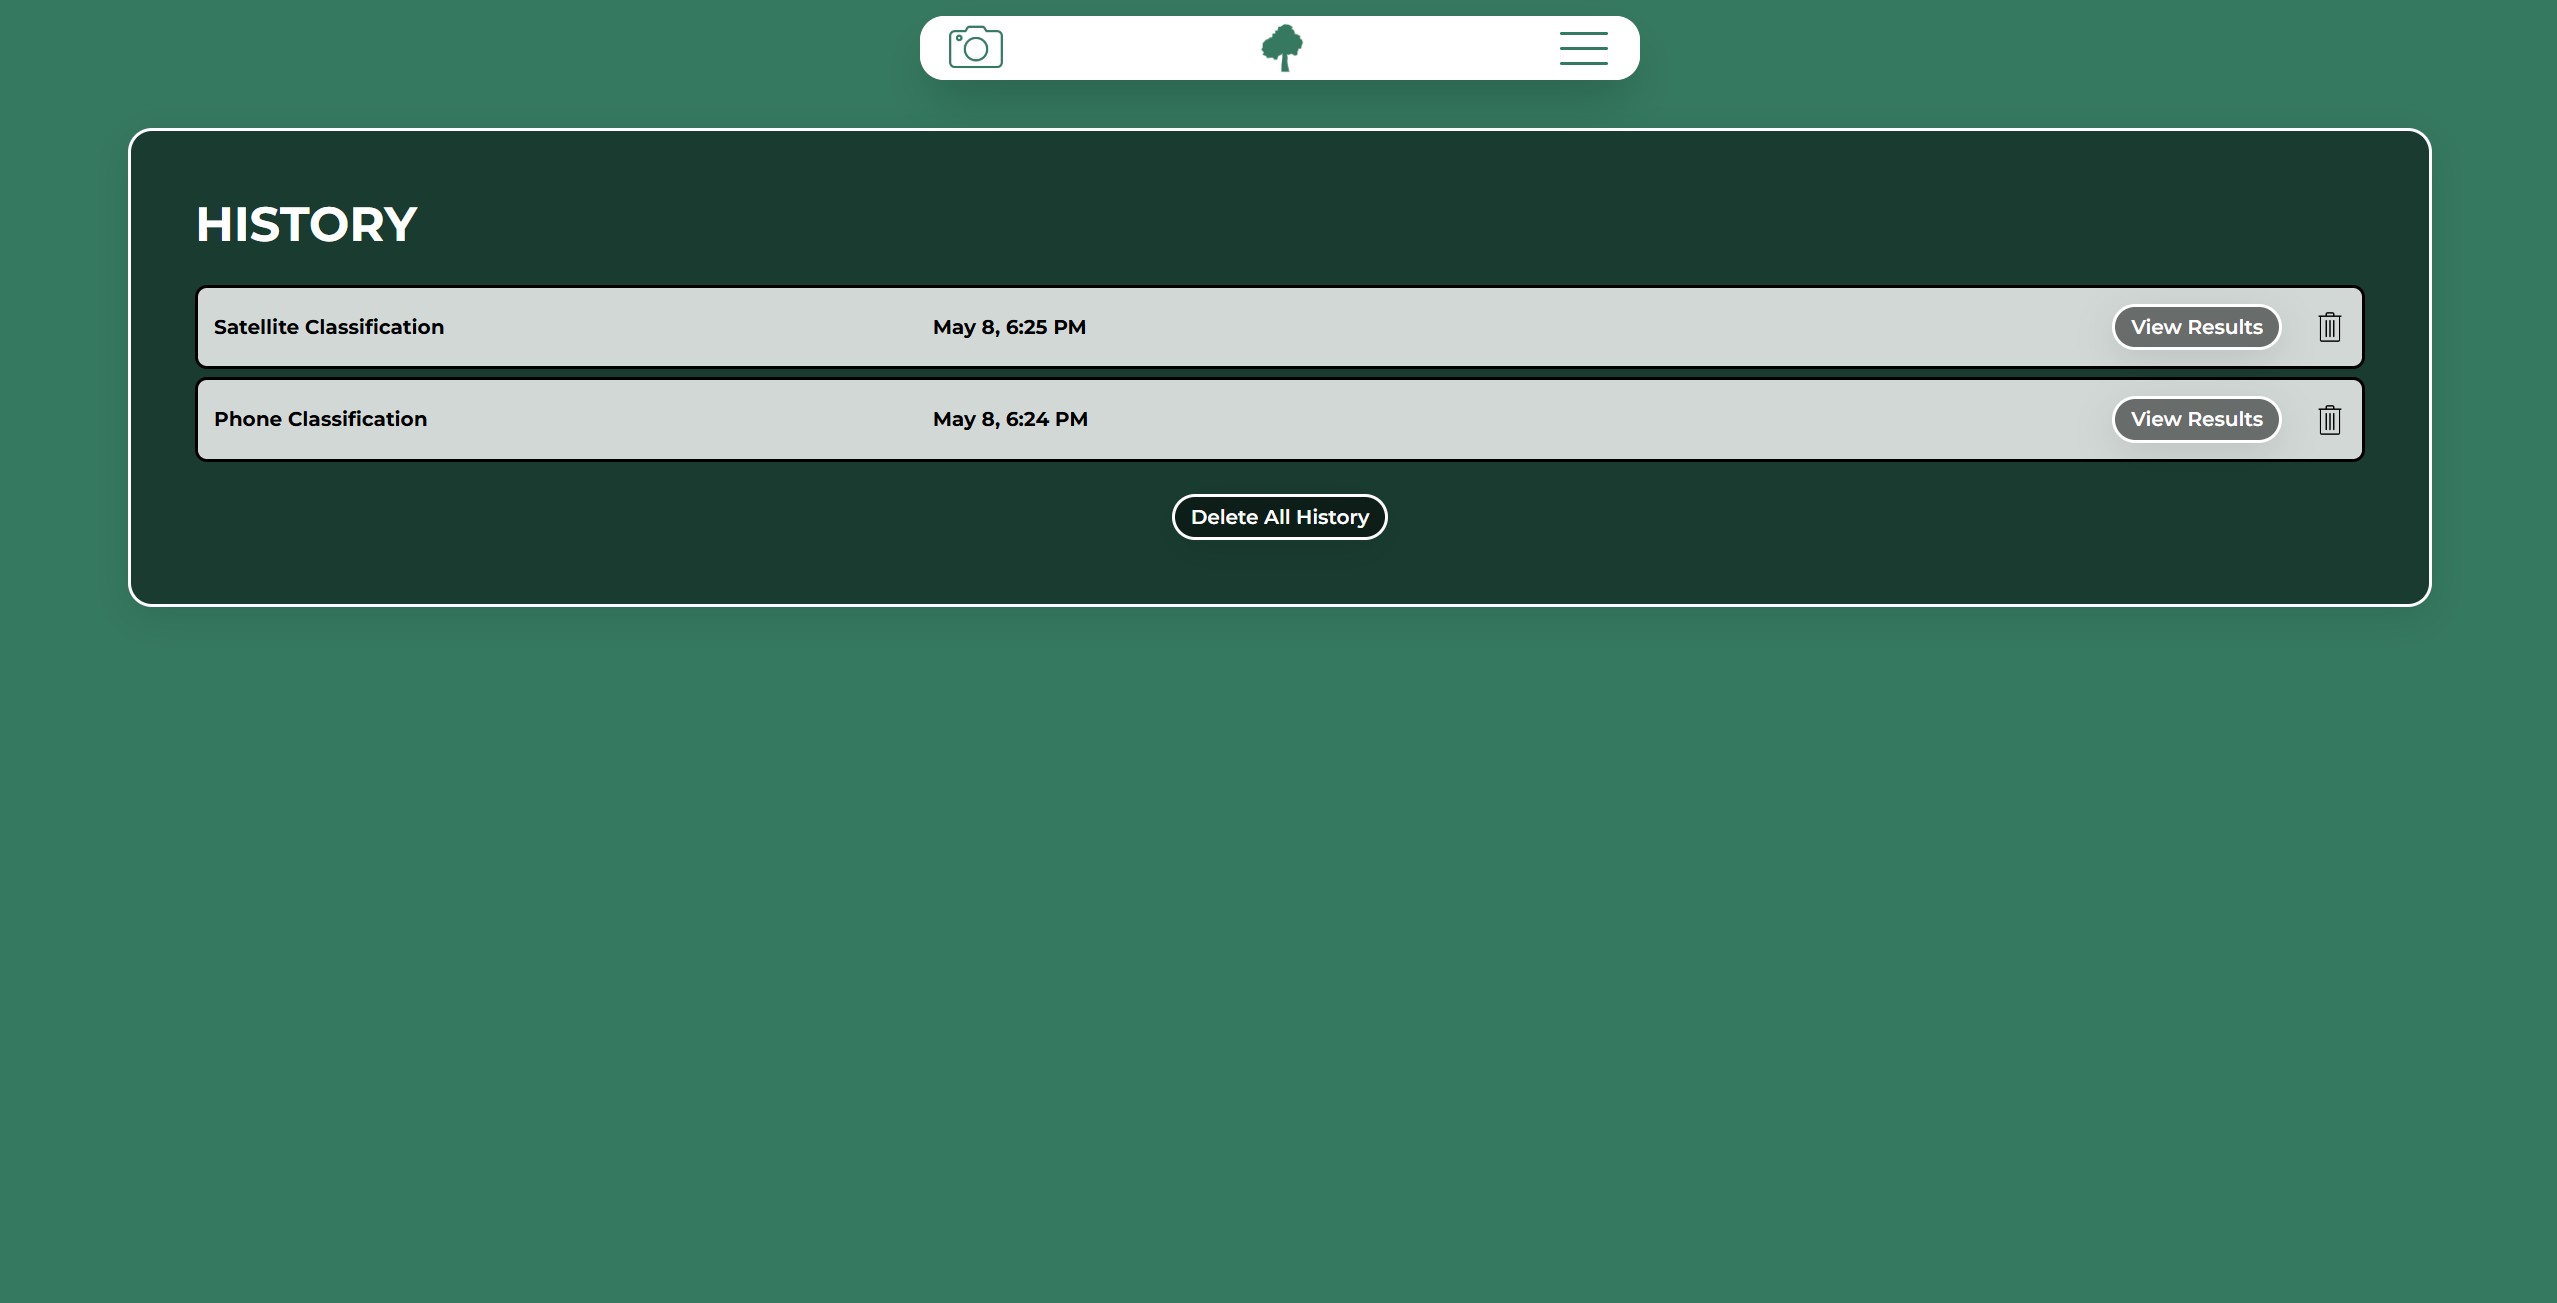 HISTORY
Satellite Classification May 8, 6:25 PM View Results
Phone Classification May 8, 6:24 PM View Results
Delete All History